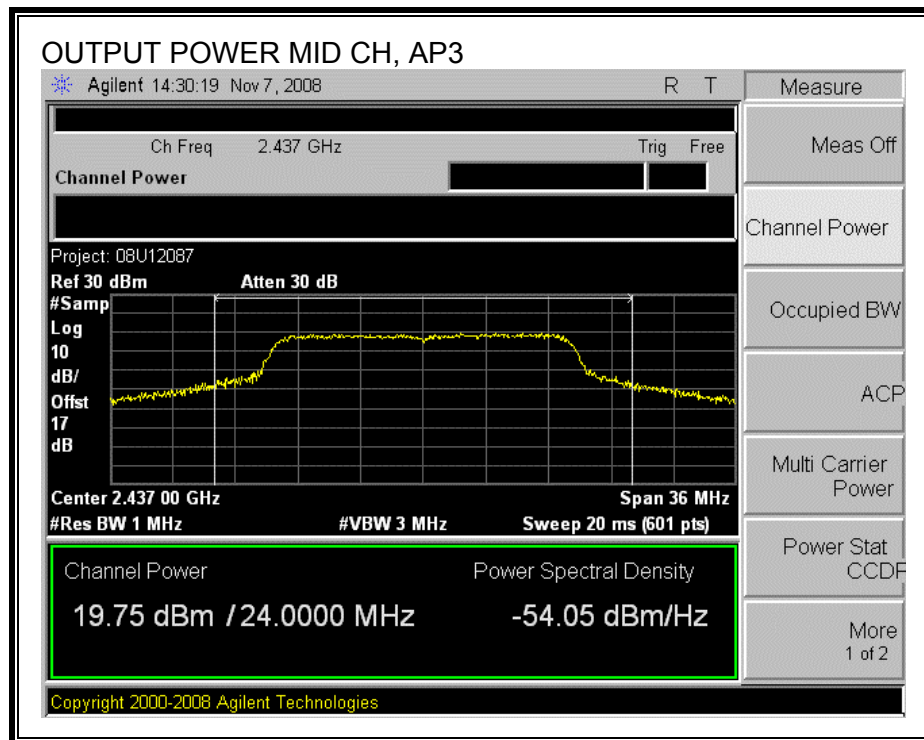 OUTPUT POWER MID CH, AP3
Agilent 14:30:19 Nov 7, 2008 R T
Measure
Ch Freq 2.437 GHz Trig Free
Channel Power
Project: 08U12087
Ref 30 dBm Atten 30 dB
#Samp
Log
10
dB/
Offst
17
dB
Center 2.437 00 GHz Span 36 MHz
#Res BW 1 MHz #VBW 3 MHz Sweep 20 ms (601 pts)
Channel Power Power Spectral Density
19.75 dBm / 24.0000 MHz -54.05 dBm/Hz
Copyright 2000-2008 Agilent Technologies
Meas Off
Channel Power
Occupied BW
ACP
Multi Carrier
Power
Power Stat
CCDF
More
1 of 2